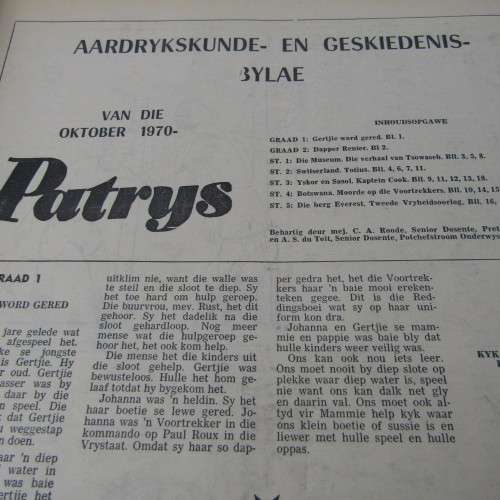 AARDRYKSKUNDE- EN GESKIEDENIS-
BYLAE
VAN DIE
OKTOBER 1970-
Patrys
INHOUDSOPGAWE
GRAAD 1: Gertjie word gered. Bl. 1.
GRAAD 2: Dapper Renier. Bl 2.
ST. 1: Die Museum. Die verhaal van Tsowaseb. Bll. 3, 5, 8.
ST. 2: Switserland. Totius. Bll. 4, 6, 7, 11.
ST. 3: Yskor en Sasol. Kaptein Cook. Bll. 9, 11, 12, 13, 18.
ST. 4: Botswana. Moorde op die Voortrekkers. Bll. 10, 14, 15
ST. 5: Die berg Everest. Tweede Vryheidsoorlog. Bll. 16,
Behartig deur mej. C. A. Roode, Senior Dosente, Pret
en A. S. du Toit, Senior Dosente, Potchefstroom Onderwys
RAAD 1
WORD GERED
jare gelede wat
afgespeel het.
ke se jongste
is Gertjie. Hy
r oud. Gertjie
asser was by
daar by die
n speel. Die
dat Gertjie
u weggestap
n doen.
aar 'n diep
water in
was baie
Gertjie het
uitklim nie, want die walle was
te steil en die sloot te diep. Sy
het toe hard om hulp geroep.
Die buurvrou, mev. Rust, het dit
gehoor. Sy het dadelik na die
sloot gehardloop. Nog meer
mense wat die hulpgeroep ge-
hoor het, het ook kom help.
Die mense het die kinders uit
die sloot gehelp. Gertjie was
bewusteloos. Hulle het hom ge-
laaf totdat hy bygekom het.
Johanna was 'n heldin. Sy het
haar boetie se lewe gered. Jo-
hanna was 'n Voortrekker in die
kommando op Paul Roux in die
Vrystaat. Omdat sy haar so dap-
per gedra het, het die Voortrek-
kers haar 'n baie mooi erken-
teken gegee. Dit is die Red-
dingsboei wat sy op haar uni-
form kon dra.
Johanna en Gertjie se mam-
mie en pappie was baie bly dat
hulle kinders weer veilig was.
Ons kan ook nou iets leer.
Ons moet nooit by diep slote op
plekke waar diep water is, speel
nie want ons kan dalk net gly
en daarin val. Ons moet ook al-
tyd vir Mammie help kyk waar
ons klein boetie of sussie is en
liewer met hulle speel en hulle
oppas.
KYK